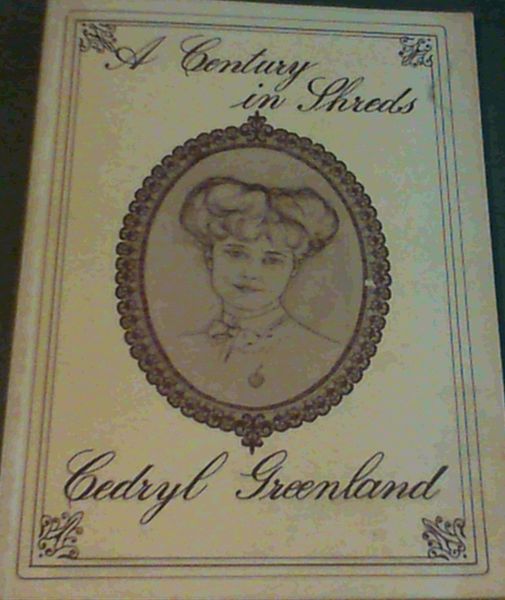 A Century
in Shreds
Cedryl Greenland